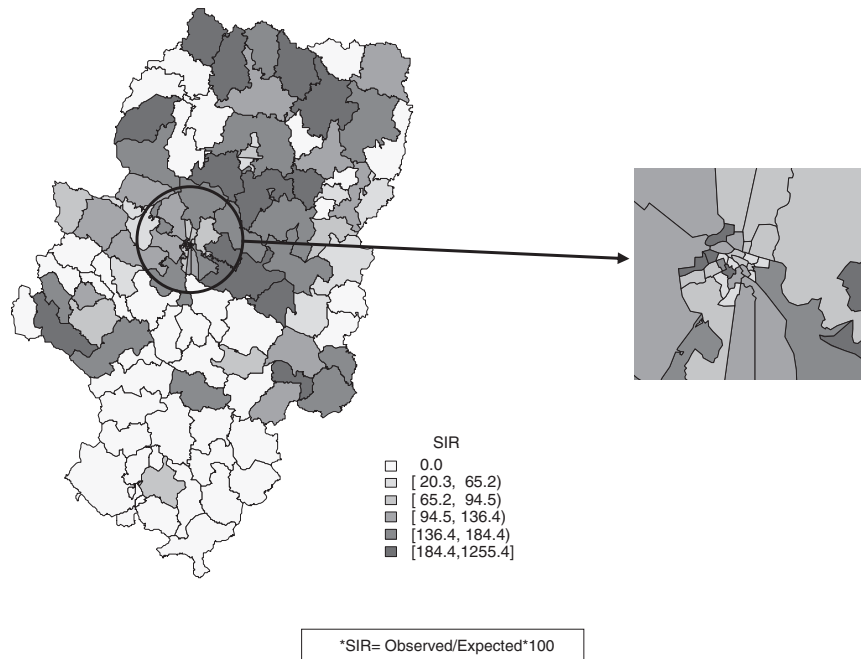 SIR
0.0
[ 20.3, 65.2)
[ 65.2, 94.5)
[ 94.5, 136.4)
[136.4, 184.4)
[184.4,1255.4]
*SIR= Observed/Expected*100